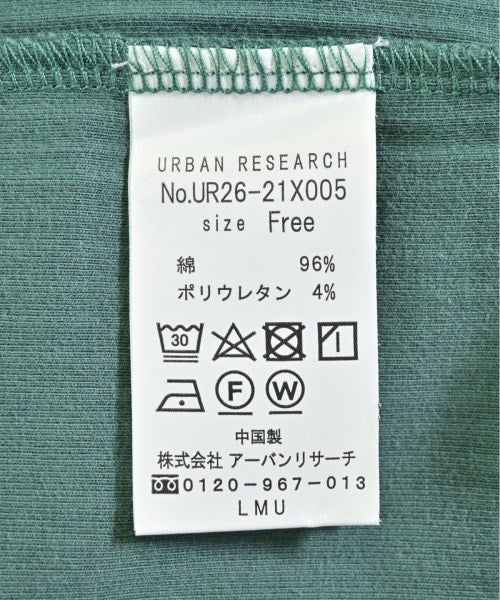 URBAN RESEARCH
No.UR26-21X005
size Free
綿 96%
ポリウレタン 4%
30
F W
中国製
株式会社 アーバンリサーチ
0120-967-013
LMU